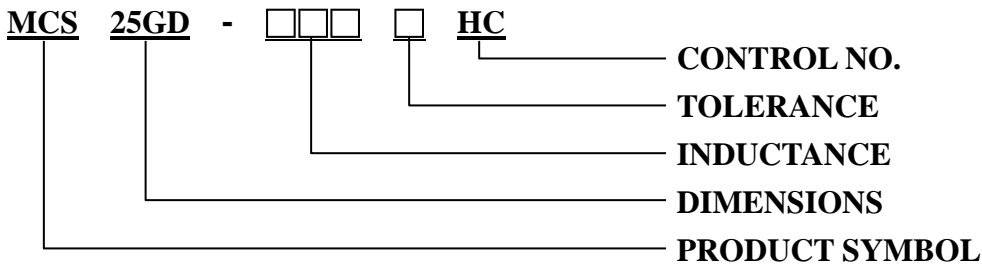 MCS 25GD - □□□ □ HC
CONTROL NO.
TOLERANCE
INDUCTANCE
DIMENSIONS
PRODUCT SYMBOL